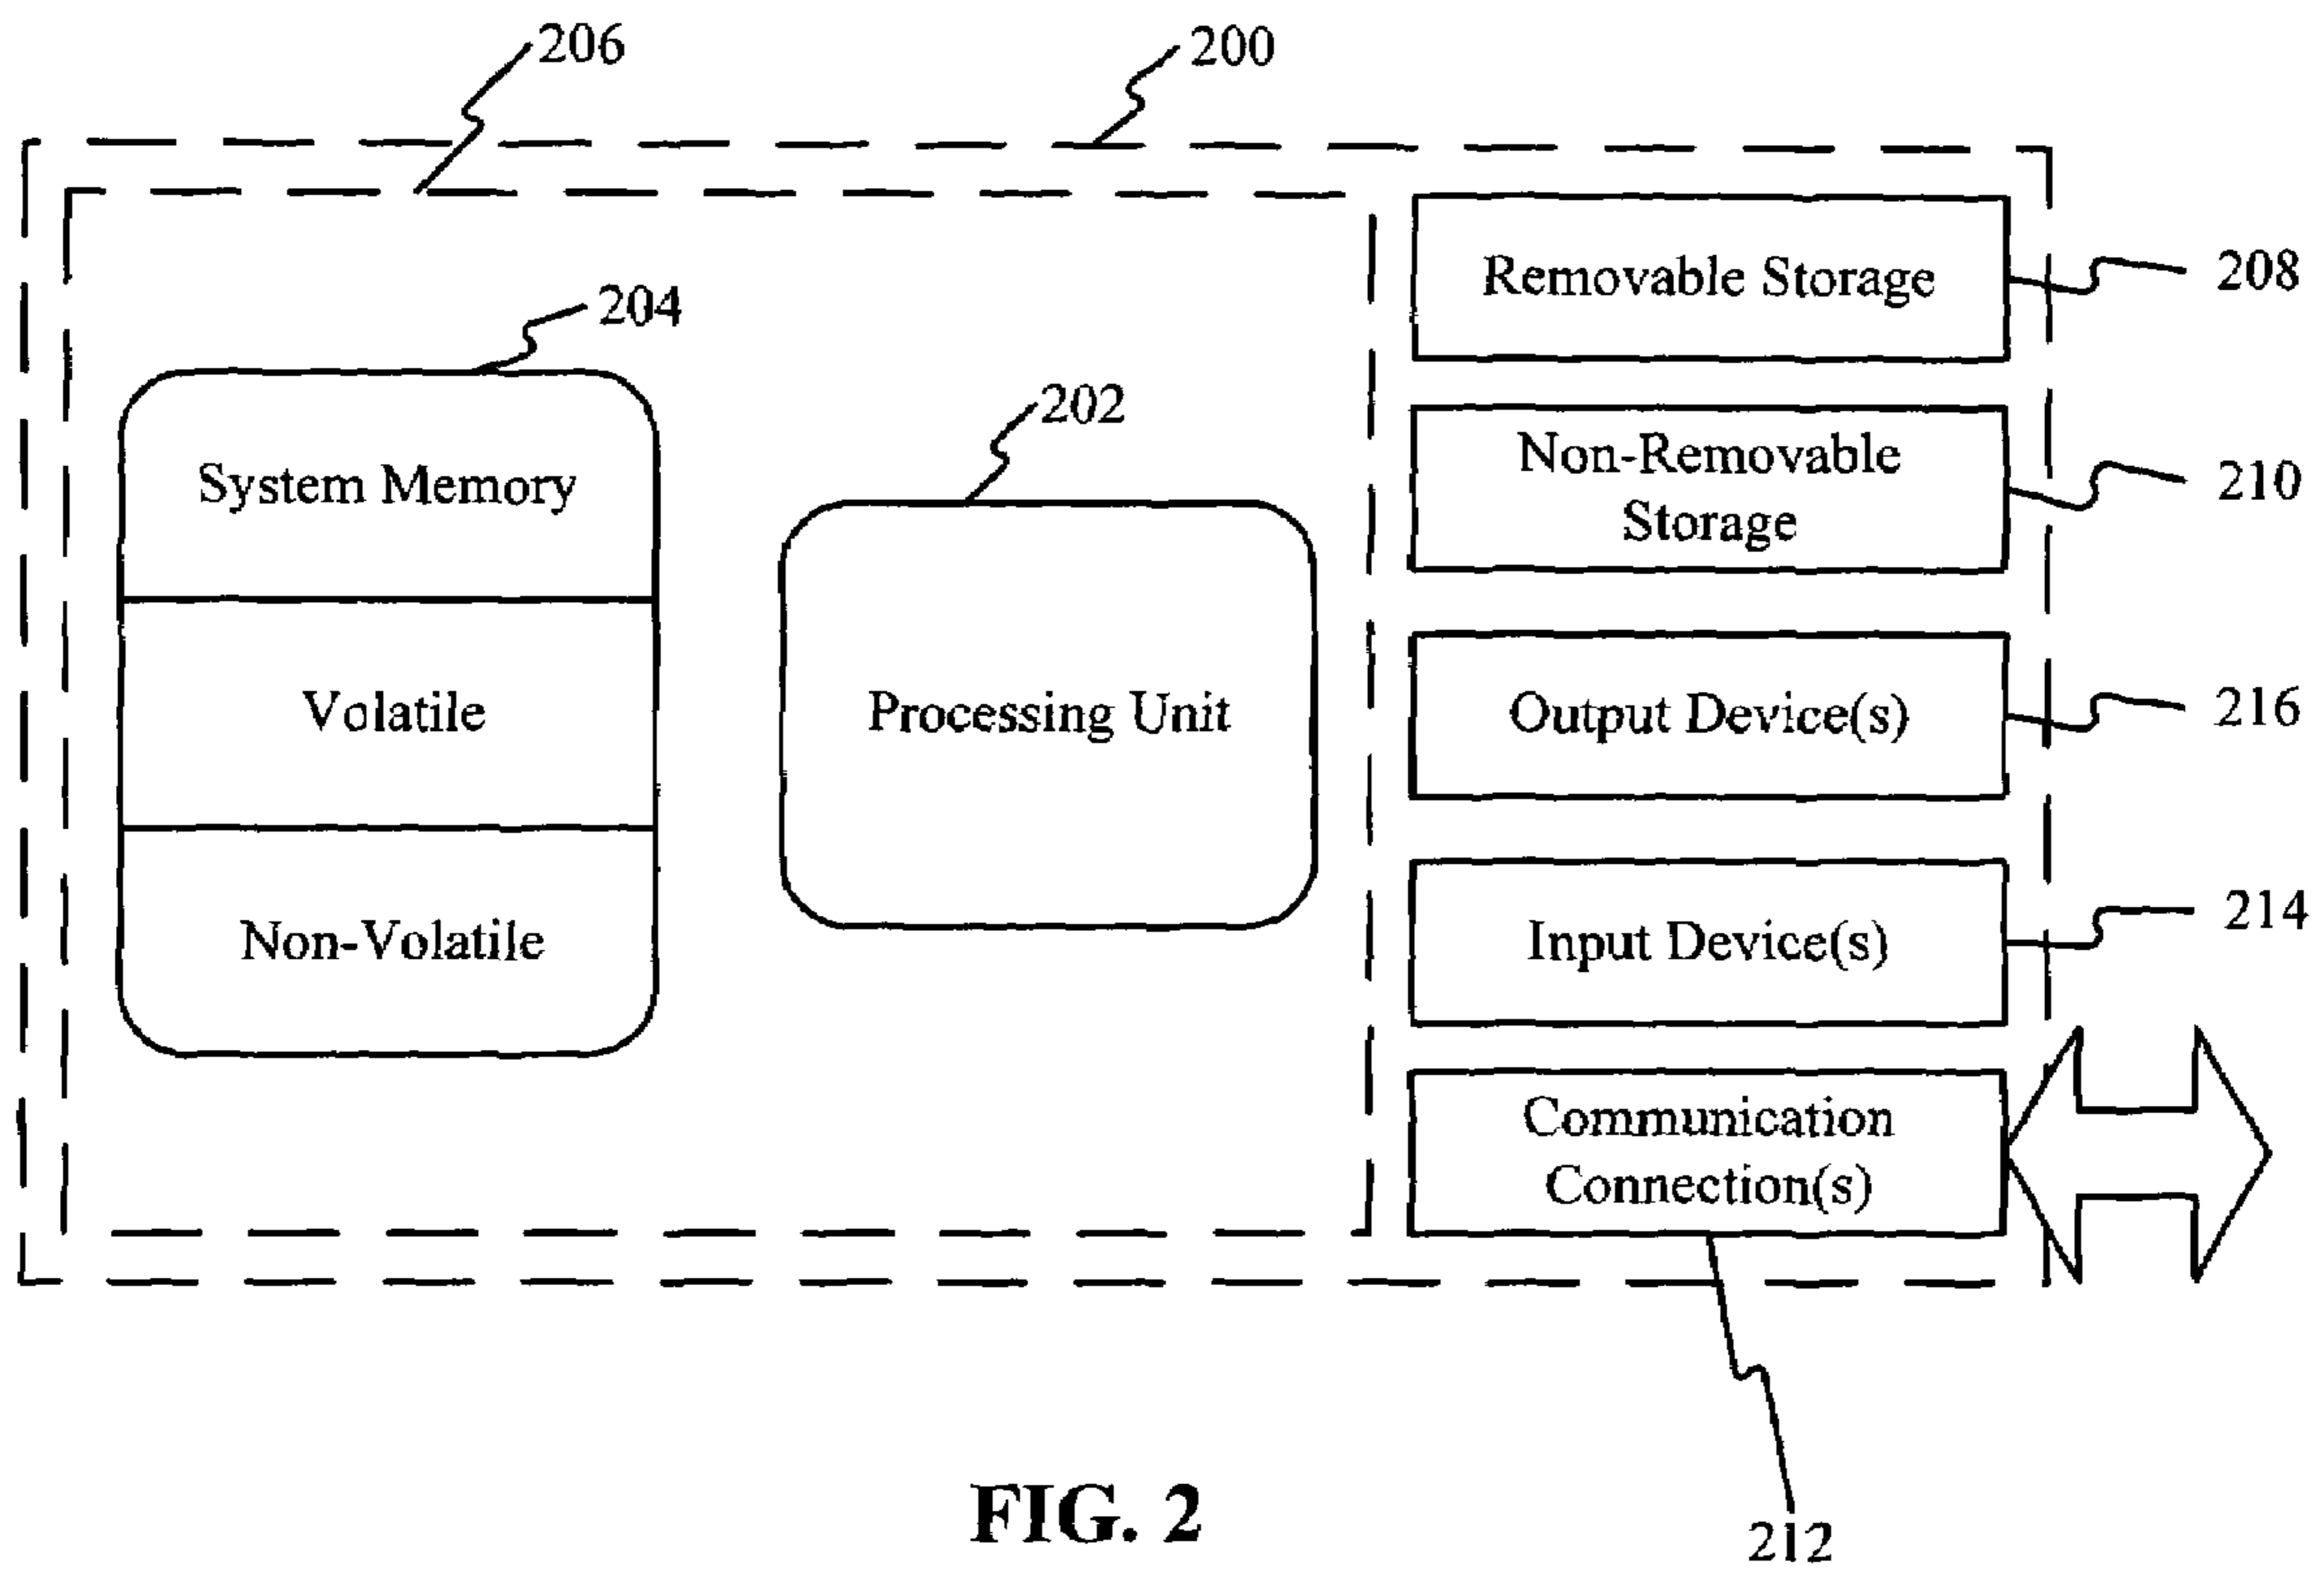 206
200
Removable Storage
208
204
202
System Memory
Non-Removable
Storage
210
Volatile
Processing Unit
Output Device(s)
216
Non-Volatile
Input Device(s)
214
Communication
Connection(s)
FIG. 2
212